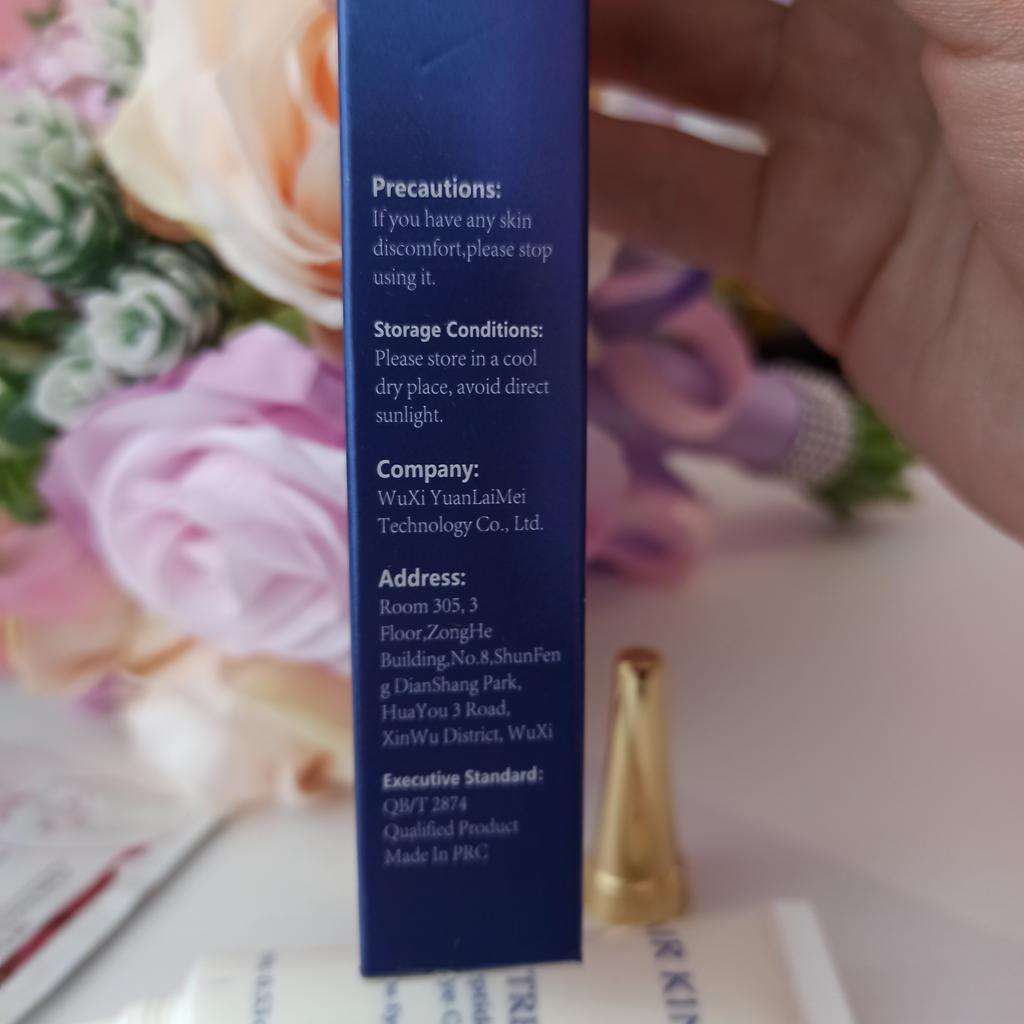 Precautions:
If you have any skin
discomfort,please stop
using it.
Storage Conditions:
Please store in a cool
dry place, avoid direct
sunlight.
Company:
WuXi YuanLaiMei
Technology Co., Ltd.
Address:
Room 305, 3
Floor,ZongHe
Building,No.8,ShunFen
g DianShang Park,
HuaYou 3 Road,
XinWu District, WuXi
Executive Standard:
QB/T 2874
Qualified Product
Made In PRC